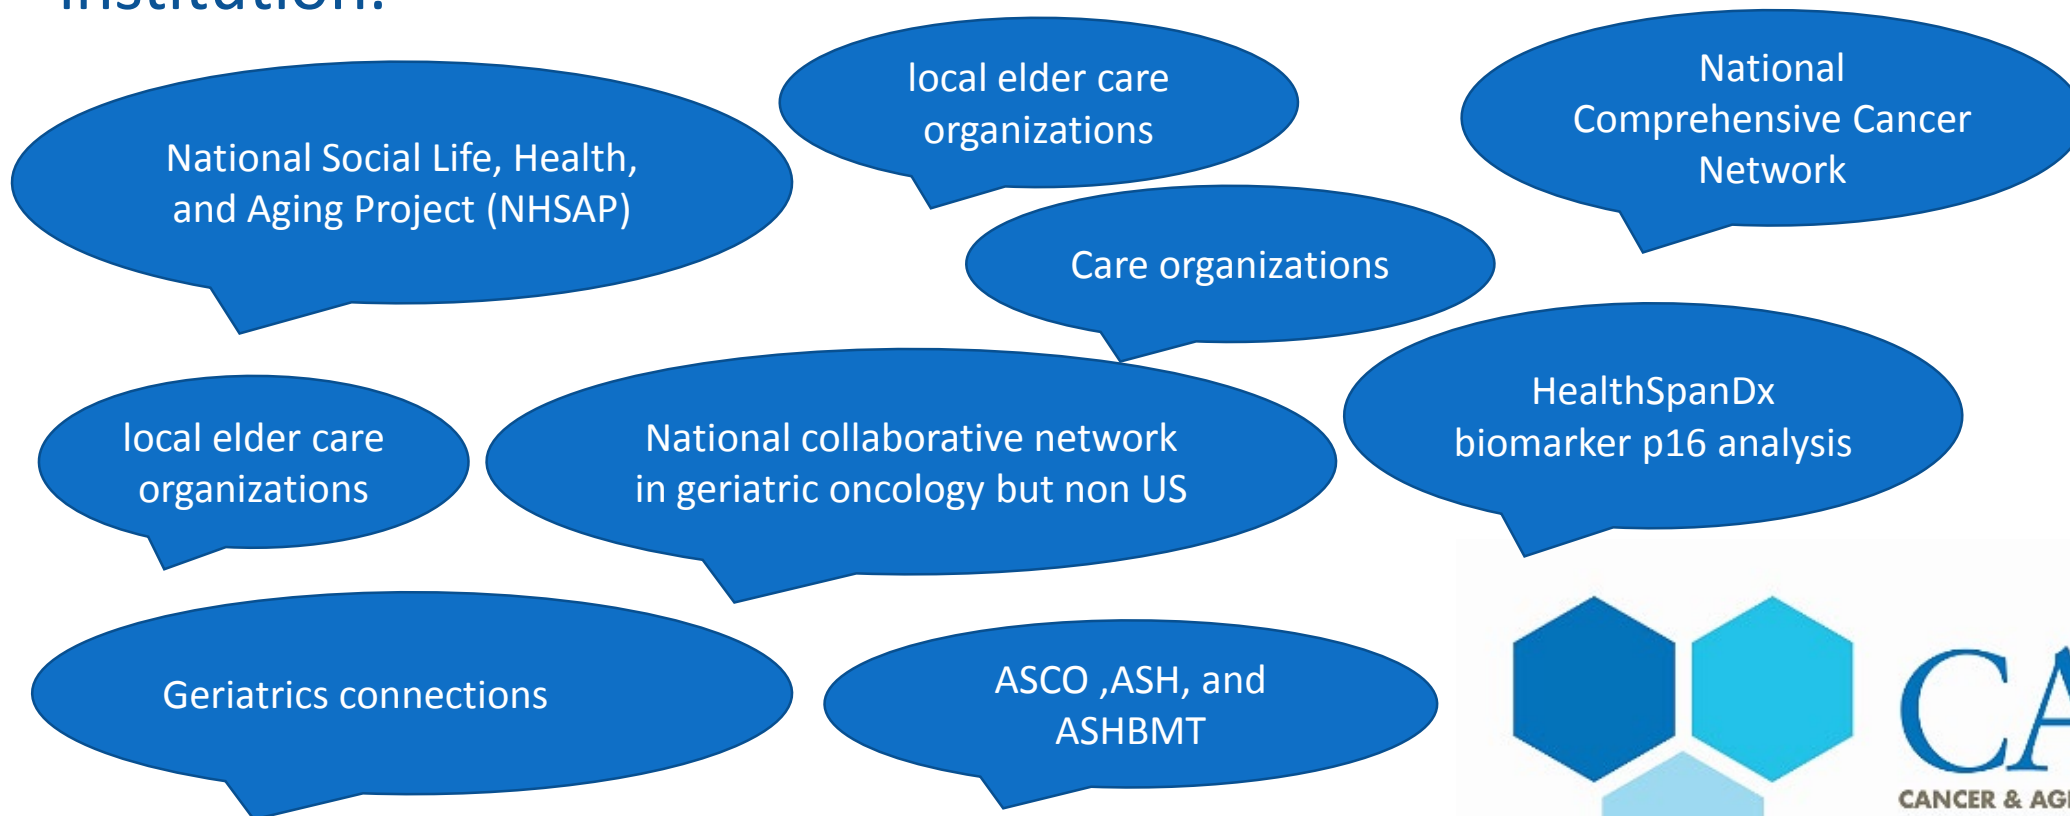 institution.
local elder care
organizations
National
Comprehensive Cancer
Network
National Social Life, Health,
and Aging Project (NHSAP)
Care organizations
HealthSpanDx
biomarker p16 analysis
local elder care
organizations
National collaborative network
in geriatric oncology but non US
Geriatrics connections
ASCO ,ASH, and
ASHBMT
CA
CANCER & AG